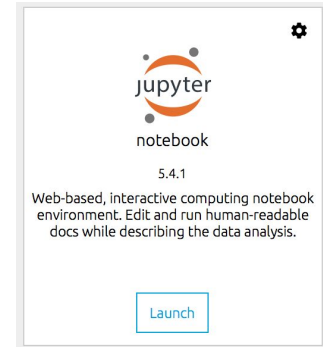 jupyter
notebook
5.4.1
Web-based, interactive computing notebook
environment. Edit and run human-readable
docs while describing the data analysis.
Launch